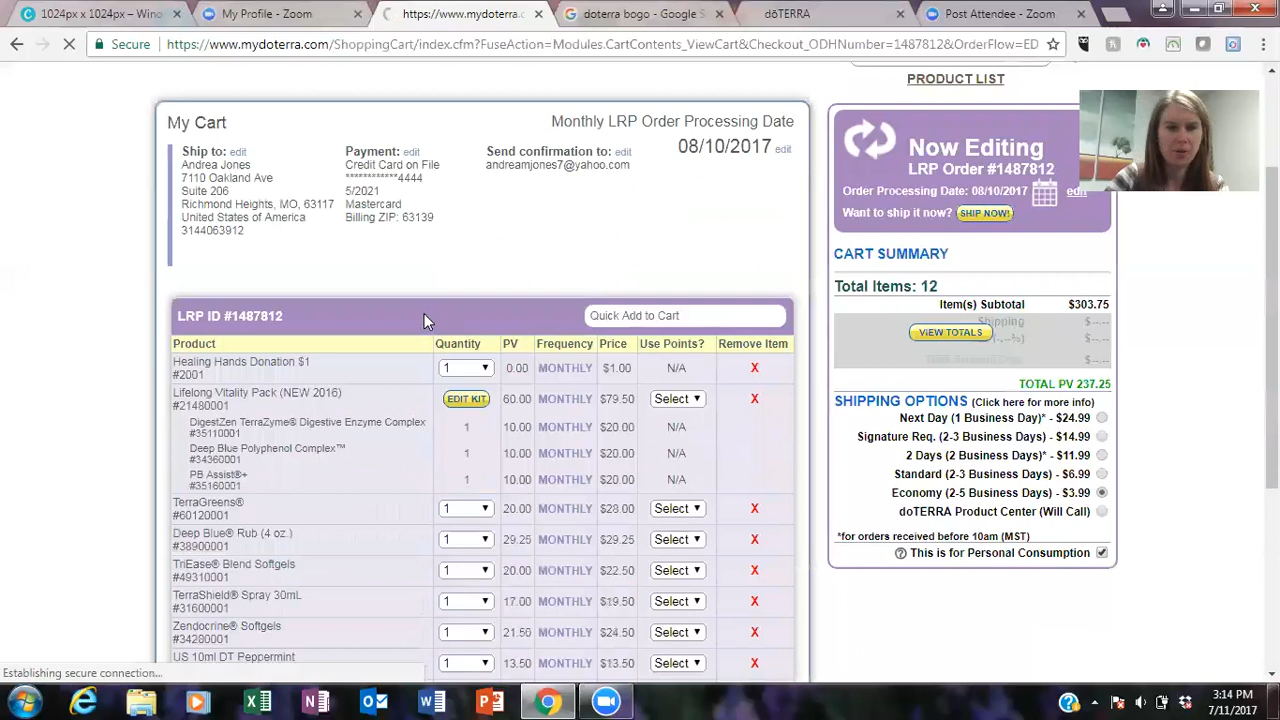 1024px x 1024px – Wino
My Profile - Zoom
https://www.mydoterra.c
doterra bogo - Google S
dōTERRA
Post Attendee - Zoom
Secure
https://www.mydoterra.com/ShoppingCart/index.cfm?FuseAction=Modules.CartContents_ViewCart&Checkout_ODHNumber=1487812&OrderFlow=ED
PRODUCT LIST
My Cart
Monthly LRP Order Processing Date
08/10/2017 edit
Ship to: edit
Andrea Jones
7110 Oakland Ave
Suite 206
Richmond Heights, MO, 63117
United States of America
3144063912
Payment: edit
Credit Card on File
************4444
5/2021
Mastercard
Billing ZIP: 63139
Send confirmation to: edit
andreamjones7@yahoo.com
Now Editing
LRP Order #1487812
Order Processing Date: 08/10/2017 edit
Want to ship it now? SHIP NOW!
CART SUMMARY
Total Items: 12
Item(s) Subtotal $303.75
Shipping $--.--
VIEW TOTALS
TOTAL PV 237.25
SHIPPING OPTIONS (Click here for more info)
Next Day (1 Business Day)* - $24.99
Signature Req. (2-3 Business Days) - $14.99
2 Days (2 Business Days)* - $11.99
Standard (2-3 Business Days) - $6.99
Economy (2-5 Business Days) - $3.99
doTERRA Product Center (Will Call)
*for orders received before 10am (MST)
This is for Personal Consumption
LRP ID #1487812
Quick Add to Cart
Product Quantity PV Frequency Price Use Points? Remove Item
Healing Hands Donation $1
#2001
1 0.00 MONTHLY $1.00 N/A X
Lifelong Vitality Pack (NEW 2016)
#21480001
EDIT KIT 60.00 MONTHLY $79.50 Select X
DigestZen TerraZyme® Digestive Enzyme Complex
#35110001
1 10.00 MONTHLY $20.00 N/A
Deep Blue Polyphenol Complex™
#34360001
1 10.00 MONTHLY $20.00 N/A
PB Assist®+
#35160001
1 10.00 MONTHLY $20.00 N/A
TerraGreens®
#60120001
1 20.00 MONTHLY $28.00 Select X
Deep Blue® Rub (4 oz.)
#38900001
1 29.25 MONTHLY $29.25 Select X
TriEase® Blend Softgels
#49310001
1 20.00 MONTHLY $22.50 Select X
TerraShield® Spray 30mL
#31600001
1 17.00 MONTHLY $19.50 Select X
Zendocrine® Softgels
#34280001
1 21.50 MONTHLY $24.50 Select X
US 10ml DT Peppermint
1 13.50 MONTHLY $13.50 Select X
Establishing secure connection...
3:14 PM
7/11/2017